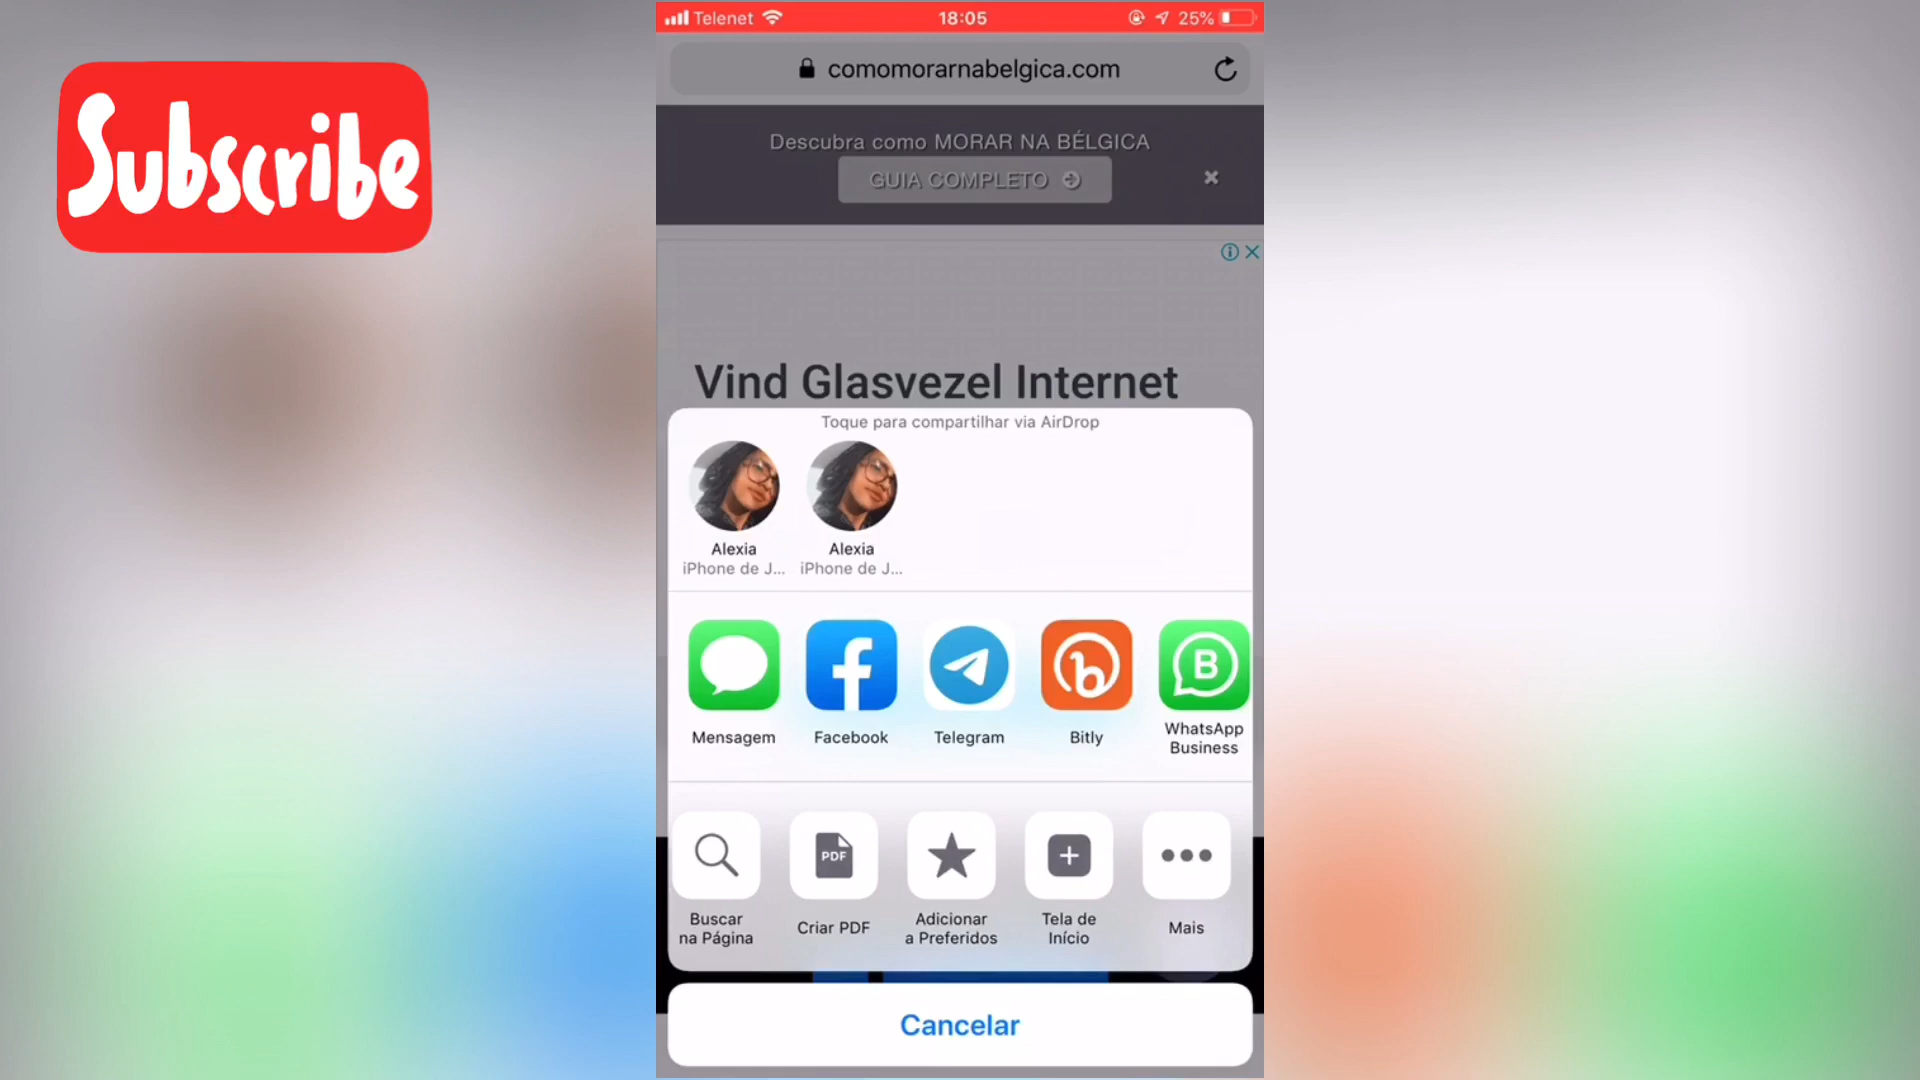 Subscribe
Telenet 18:05 25%
comomorarnabelgica.com
Descubra como MORAR NA BÉLGICA
GUIA COMPLETO
Vind Glasvezel Internet
Toque para compartilhar via AirDrop
Alexia Alexia
iPhone de J... iPhone de J...
Mensagem Facebook Telegram Bitly WhatsApp Business
PDF
Buscar na Página Criar PDF Adicionar a Preferidos Tela de Início Mais
Cancelar